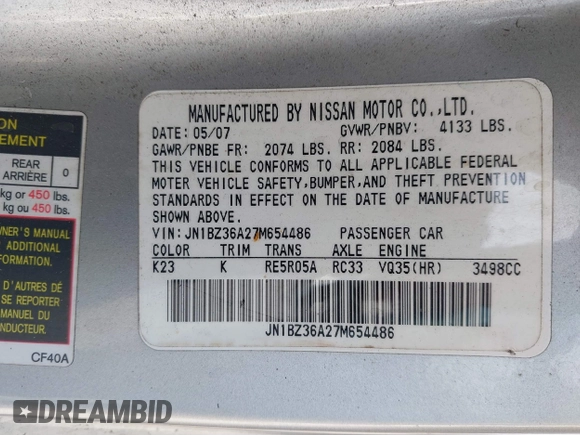 ON
EMENT
REAR
ARRIÈRE
0
kg or 450 lbs.
kg ou 450 lbs.
WNER'S MANUAL
ADDITIONAL
INFORMATION
D'AUTRES DÉ
SE REPORTER
MANUEL DU
CONDUCTEUR.
CF40A
MANUFACTURED BY NISSAN MOTOR CO.,LTD.
DATE: 05/07 GVWR/PNBV: 4133 LBS.
GAWR/PNBE FR: 2074 LBS. RR: 2084 LBS.
THIS VEHICLE CONFORMS TO ALL APPLICABLE FEDERAL
MOTER VEHICLE SAFETY,BUMPER,AND THEFT PREVENTION
STANDARDS IN EFFECT ON THE DATE OF MANUFACTURE
SHOWN ABOVE.
VIN: JN1BZ36A27M654486 PASSENGER CAR
COLOR TRIM TRANS AXLE ENGINE
K23 K RE5R05A RC33 VQ35(HR) 3498CC
JN1BZ36A27M654486
DREAMBID